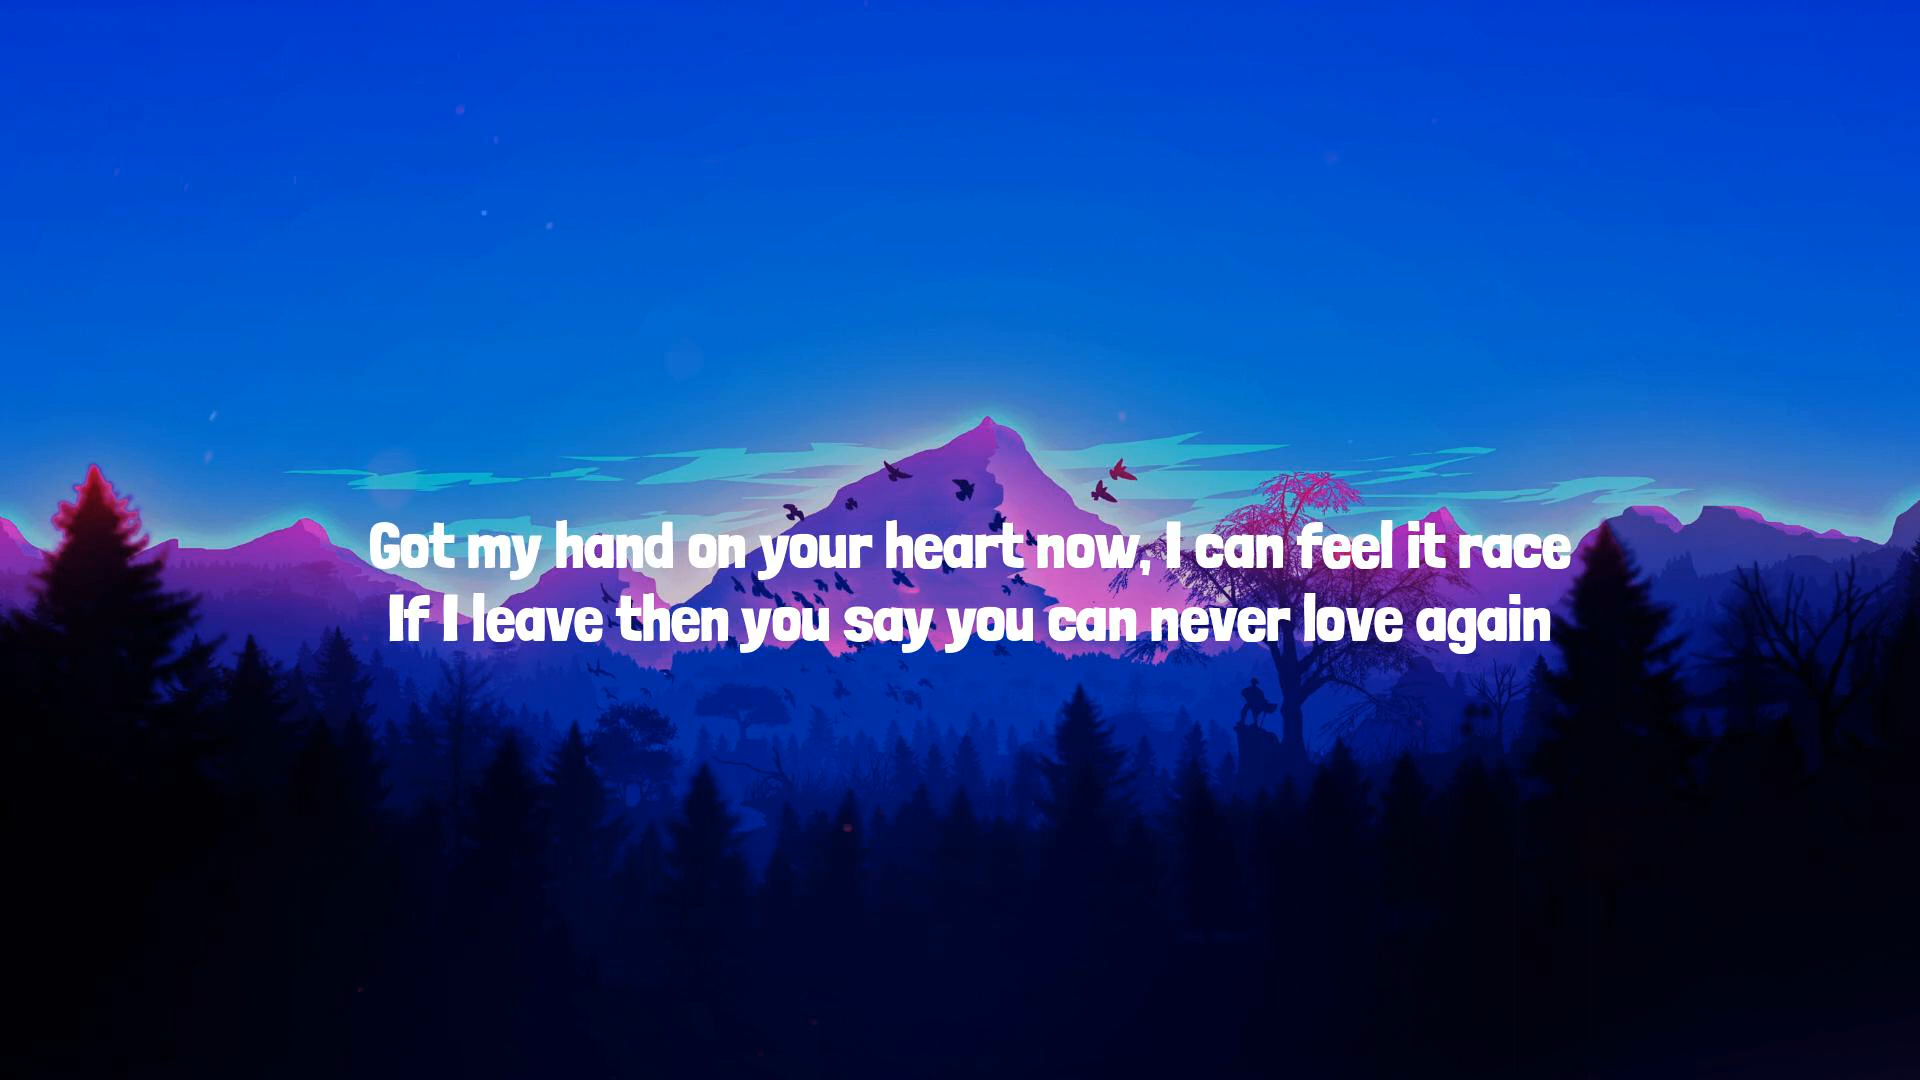 Got my hand on your heart now, I can feel it race
If I leave then you say you can never love again